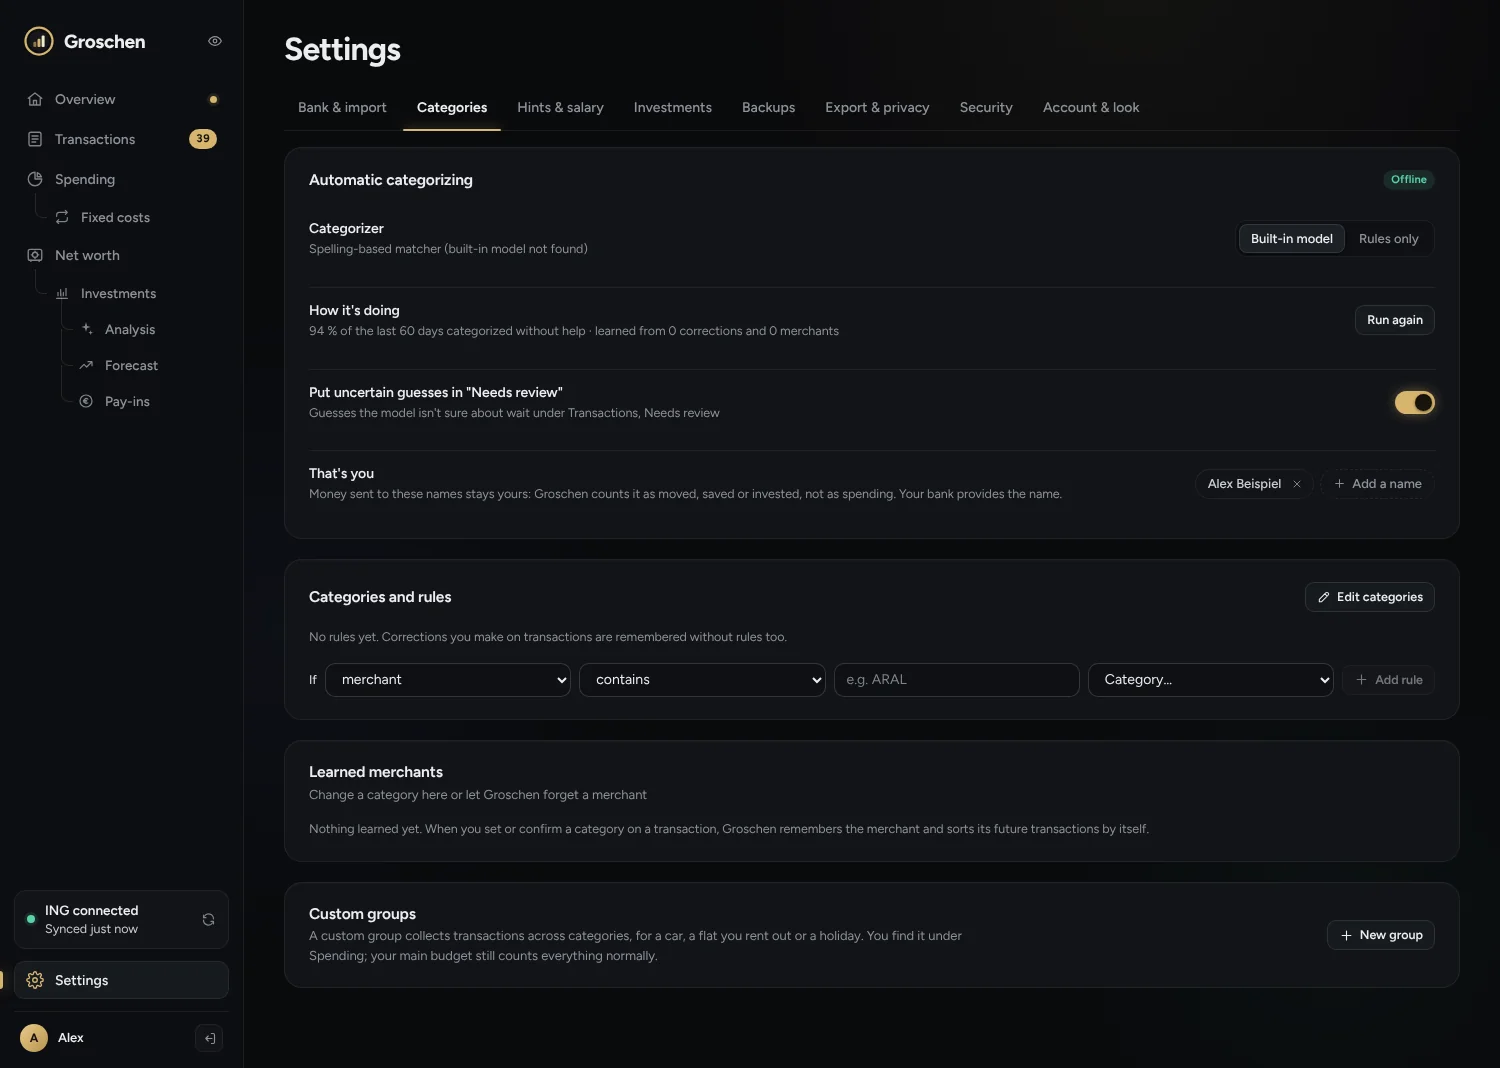 Groschen
Overview
Transactions
39
Spending
Fixed costs
Net worth
Investments
Analysis
Forecast
Pay-ins
ING connected
Synced just now
Settings
A
Alex
Settings
Bank & import
Categories
Hints & salary
Investments
Backups
Export & privacy
Security
Account & look
Automatic categorizing
Offline
Categorizer
Spelling-based matcher (built-in model not found)
Built-in model
Rules only
How it's doing
94 % of the last 60 days categorized without help · learned from 0 corrections and 0 merchants
Run again
Put uncertain guesses in "Needs review"
Guesses the model isn't sure about wait under Transactions, Needs review
That's you
Money sent to these names stays yours: Groschen counts it as moved, saved or invested, not as spending. Your bank provides the name.
Alex Beispiel ×
+ Add a name
Categories and rules
Edit categories
No rules yet. Corrections you make on transactions are remembered without rules too.
If
merchant
contains
e.g. ARAL
Category...
+ Add rule
Learned merchants
Change a category here or let Groschen forget a merchant
Nothing learned yet. When you set or confirm a category on a transaction, Groschen remembers the merchant and sorts its future transactions by itself.
Custom groups
A custom group collects transactions across categories, for a car, a flat you rent out or a holiday. You find it under
Spending; your main budget still counts everything normally.
+ New group